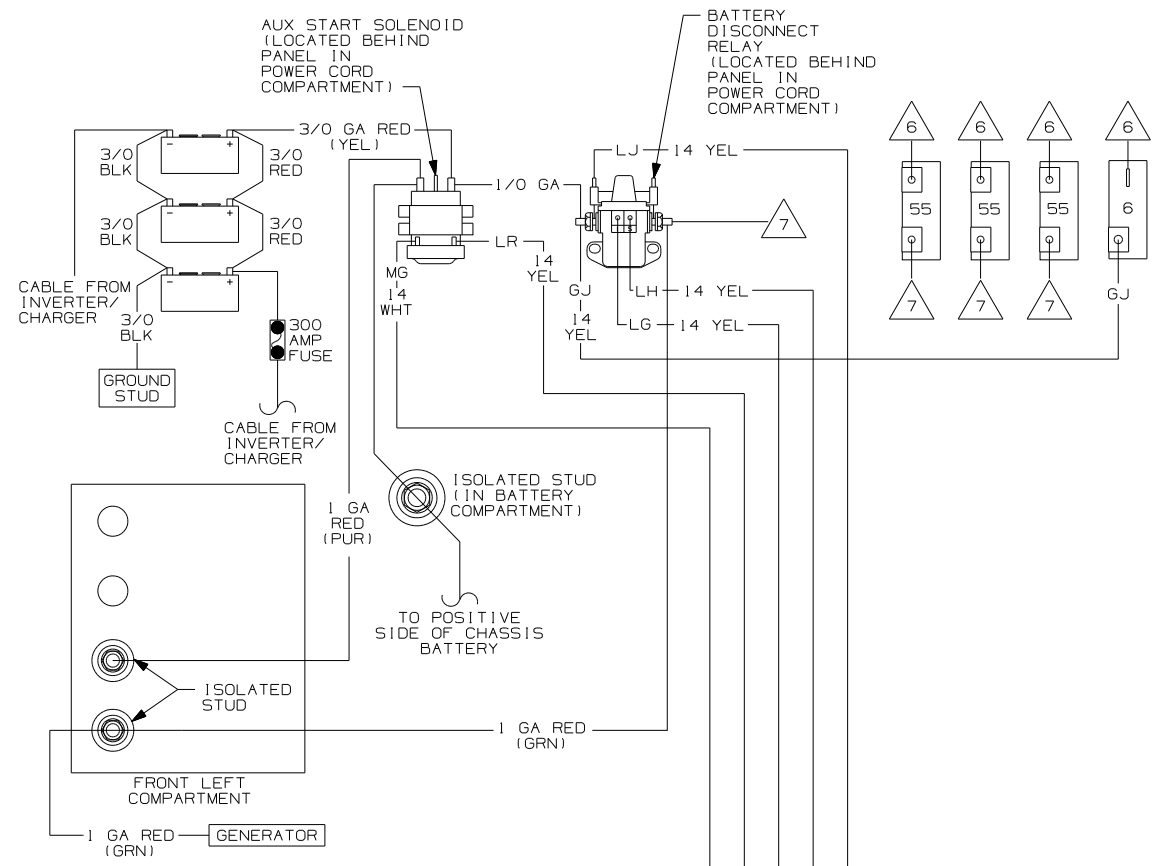 AUX START SOLENOID
(LOCATED BEHIND
PANEL IN
POWER CORD
COMPARTMENT)
BATTERY
DISCONNECT
RELAY
(LOCATED BEHIND
PANEL IN
POWER CORD
COMPARTMENT)
6
6
6
6
3/0 GA RED
(YEL)
- +
3/0
BLK
3/0
RED
LJ 14 YEL
1/0 GA
- +
3/0
BLK
3/0
RED
55
55
55
6
7
S
LR
14
YEL
- +
MG
14
WHT
CABLE FROM
INVERTER/
CHARGER
GJ
14
YEL
LH 14 YEL
LG 14 YEL
7
7
7
GJ
3/0
BLK
300
AMP
FUSE
GROUND
STUD
CABLE FROM
INVERTER/
CHARGER
ISOLATED STUD
(IN BATTERY
COMPARTMENT)
1 GA
RED
(PUR)
TO POSITIVE
SIDE OF CHASSIS
BATTERY
ISOLATED
STUD
1 GA RED
(GRN)
FRONT LEFT
COMPARTMENT
1 GA RED
(GRN)
GENERATOR